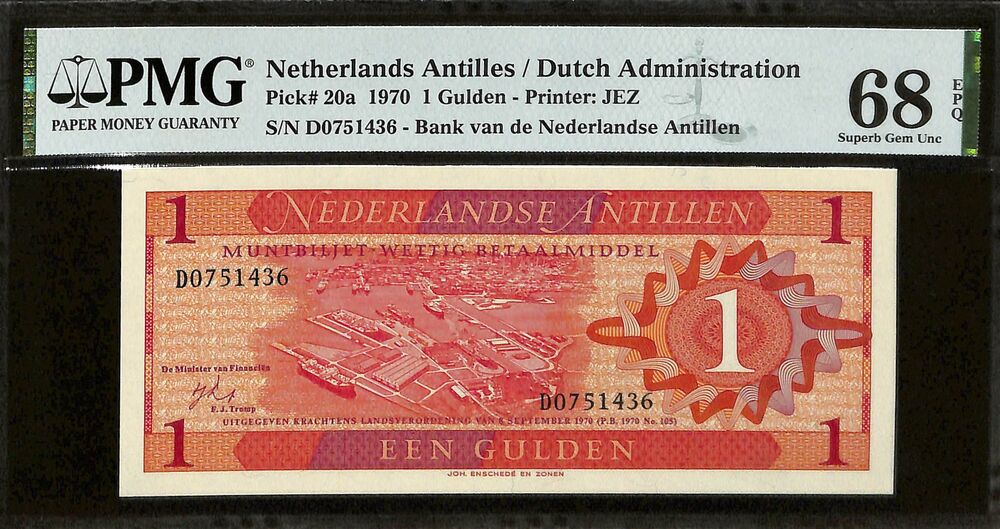 PMG®
PAPER MONEY GUARANTY
Netherlands Antilles / Dutch Administration
Pick# 20a 1970 1 Gulden - Printer: JEZ
S/N D0751436 - Bank van de Nederlandse Antillen
68
Superb Gem Unc
EPQ
1 NEDERLANDSE ANTILLEN 1
MUNTBILJET·WETTIG BETAALMIDDEL
D0751436
1
De Minister van Financiën
F. J. Tromp
D0751436
UITGEGEVEN KRACHTENS LANDSVERORDENING VAN 8 SEPTEMBER 1970 (P.B. 1970 No. 105)
1 EEN GULDEN 1
JOH. ENSCHEDÉ EN ZONEN